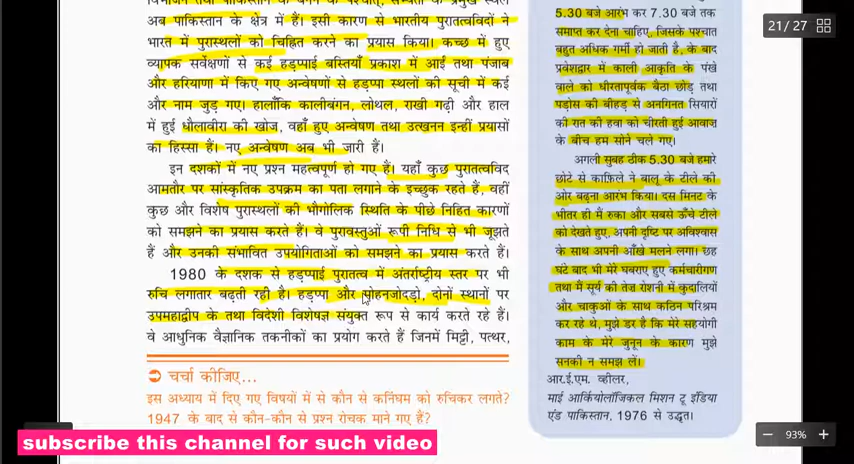 विभाजन तथा पाकिस्तान के बनने के पश्चात्, सभ्यता के प्रमुख स्थल
अब पाकिस्तान के क्षेत्र में हैं। इसी कारण से भारतीय पुरातत्वविदों ने
भारत में पुरास्थलों को चिह्नित करने का प्रयास किया। कच्छ में हुए
व्यापक सर्वेक्षणों से कई हड़प्पाई बस्तियाँ प्रकाश में आईं तथा पंजाब
और हरियाणा में किए गए अन्वेषणों से हड़प्पा स्थलों की सूची में कई
और नाम जुड़ गए। हालाँकि कालीबंगन, लोथल, राखी गढ़ी और हाल
में हुई धौलावीरा की खोज, वहाँ हुए अन्वेषण तथा उत्खनन इन्हीं प्रयासों
का हिस्सा हैं। नए अन्वेषण अब भी जारी हैं।
इन दशकों में नए प्रश्न महत्वपूर्ण हो गए हैं। यहाँ कुछ पुरातत्वविद
आमतौर पर सांस्कृतिक उपक्रम का पता लगाने के इच्छुक रहते हैं, वहीं
कुछ और विशेष पुरास्थलों की भौगोलिक स्थिति के पीछे निहित कारणों
को समझने का प्रयास करते हैं। वे पुरावस्तुओं रूपी निधि से भी जूझते
हैं और उनकी संभावित उपयोगिताओं को समझने का प्रयास करते हैं।
1980 के दशक से हड़प्पाई पुरातत्व में अंतर्राष्ट्रीय स्तर पर भी
रुचि लगातार बढ़ती रही है। हड़प्पा और मोहनजोदड़ो, दोनों स्थानों पर
उपमहाद्वीप के तथा विदेशी विशेषज्ञ संयुक्त रूप से कार्य करते रहे हैं।
वे आधुनिक वैज्ञानिक तकनीकों का प्रयोग करते हैं जिनमें मिट्टी, पत्थर,
चर्चा कीजिए...
इस अध्याय में दिए गए विषयों में से कौन से कनिंघम को रुचिकर लगते?
1947 के बाद से कौन-कौन से प्रश्न रोचक माने गए हैं?
5.30 बजे आरंभ कर 7.30 बजे तक
समाप्त कर देना चाहिए, जिसके पश्चात
बहुत अधिक गर्मी हो जाती है, के बाद
प्रवेशद्वार में काली आकृति के पंखे
वाले को धीरतापूर्वक बैठा छोड़ तथा
पड़ोस की बीहड़ से अनगिनत सियारों
की रात की हवा को चीरती हुई आवाज़
के बीच हम सोने चले गए।
अगली सुबह ठीक 5.30 बजे हमारे
छोटे से काफ़िले ने बालू के टीले की
ओर बढ़ना आरंभ किया। दस मिनट के
भीतर ही मैं रुका और सबसे ऊँचे टीले
को देखते हुए, अपनी दृष्टि पर अविश्वास
के साथ अपनी आँखें मलने लगा। छह
घंटे बाद भी मेरे घबराए हुए कर्मचारीगण
तथा मैं सूर्य की तेज़ रोशनी में कुदालियों
और चाकुओं के साथ कठिन परिश्रम
कर रहे थे, मुझे डर है कि मेरे सहयोगी
काम के मेरे जुनून के कारण मुझे
सनकी न समझ लें।
आर.ई.एम. व्हीलर,
माई आर्कियोलॉजिकल मिशन टू इंडिया
एंड पाकिस्तान, 1976 से उद्धृत।
21 / 27
93%
subscribe this channel for such video